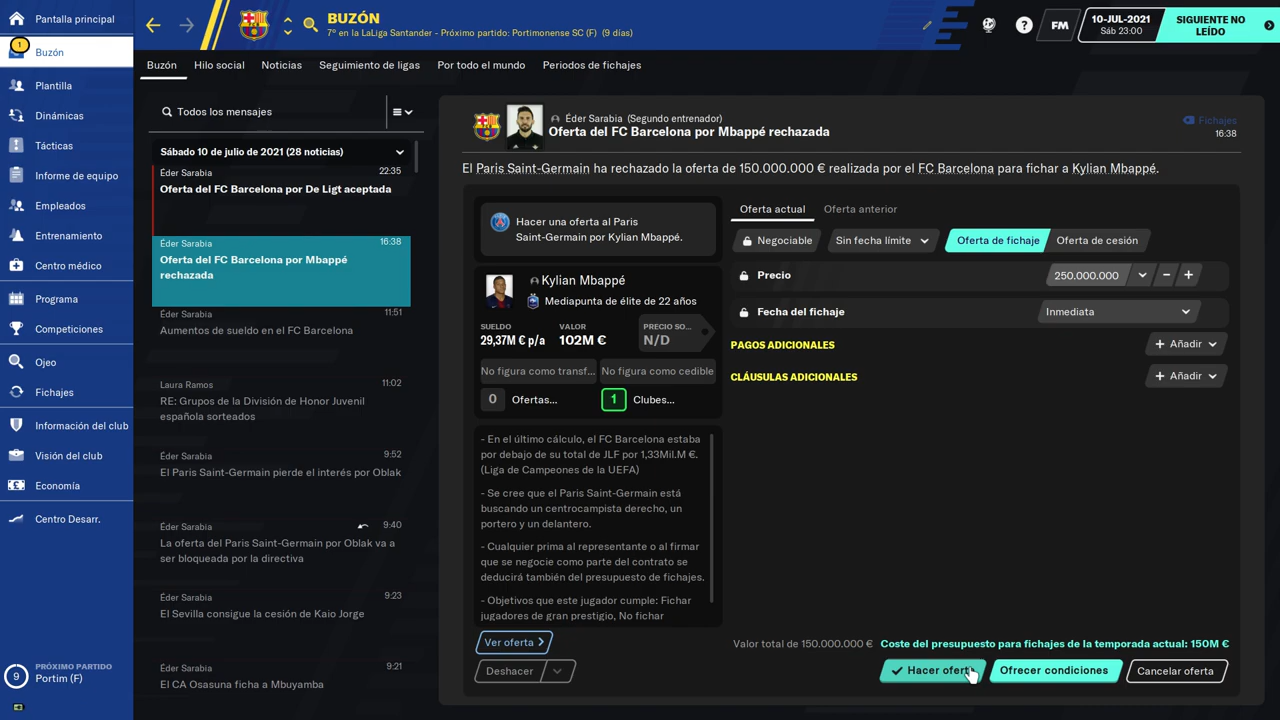 Pantalla principal
1
Buzón
Plantilla
Dinámicas
Tácticas
Informe de equipo
Empleados
Entrenamiento
Centro médico
Programa
Competiciones
Ojeo
Fichajes
Información del club
Visión del club
Economía
Centro Desarr.
9
PRÓXIMO PARTIDO
Portim (F)
BUZÓN
7º en la LaLiga Santander - Próximo partido: Portimonense SC (F) (9 días)
?
FM
10-JUL-2021
Sáb 23:00
SIGUIENTE NO LEÍDO
Buzón
Hilo social
Noticias
Seguimiento de ligas
Por todo el mundo
Periodos de fichajes
Todos los mensajes
Sábado 10 de julio de 2021 (28 noticias)
Éder Sarabia 22:35
Oferta del FC Barcelona por De Ligt aceptada
Éder Sarabia 16:38
Oferta del FC Barcelona por Mbappé
rechazada
Éder Sarabia 11:51
Aumentos de sueldo en el FC Barcelona
Laura Ramos 11:02
RE: Grupos de la División de Honor Juvenil
española sorteados
Éder Sarabia 9:52
El Paris Saint-Germain pierde el interés por Oblak
Éder Sarabia 9:40
La oferta del Paris Saint-Germain por Oblak va a
ser bloqueada por la directiva
Éder Sarabia 9:23
El Sevilla consigue la cesión de Kaio Jorge
Éder Sarabia 9:21
El CA Osasuna ficha a Mbuyamba
Éder Sarabia (Segundo entrenador)
Oferta del FC Barcelona por Mbappé rechazada
Fichajes
16:38
El Paris Saint-Germain ha rechazado la oferta de 150.000.000 € realizada por el FC Barcelona para fichar a Kylian Mbappé.
Hacer una oferta al Paris
Saint-Germain por Kylian Mbappé.
Kylian Mbappé
Mediapunta de élite de 22 años
SUELDO
29,37M € p/a
VALOR
102M €
PRECIO SO...
N/D
No figura como transf...
No figura como cedible
0 Ofertas...
1 Clubes...
- En el último cálculo, el FC Barcelona estaba
por debajo de su total de JLF por 1,33Mil.M €.
(Liga de Campeones de la UEFA)
- Se cree que el Paris Saint-Germain está
buscando un centrocampista derecho, un
portero y un delantero.
- Cualquier prima al representante o al firmar
que se negocie como parte del contrato se
deducirá también del presupuesto de fichajes.
- Objetivos que este jugador cumple: Fichar
jugadores de gran prestigio, No fichar
Ver oferta
Deshacer
Oferta actual
Oferta anterior
Negociable
Sin fecha límite
Oferta de fichaje
Oferta de cesión
Precio
250.000.000
Fecha del fichaje
Inmediata
PAGOS ADICIONALES
Añadir
CLÁUSULAS ADICIONALES
Añadir
Valor total de 150.000.000 €
Coste del presupuesto para fichajes de la temporada actual: 150M €
Hacer oferta
Ofrecer condiciones
Cancelar oferta